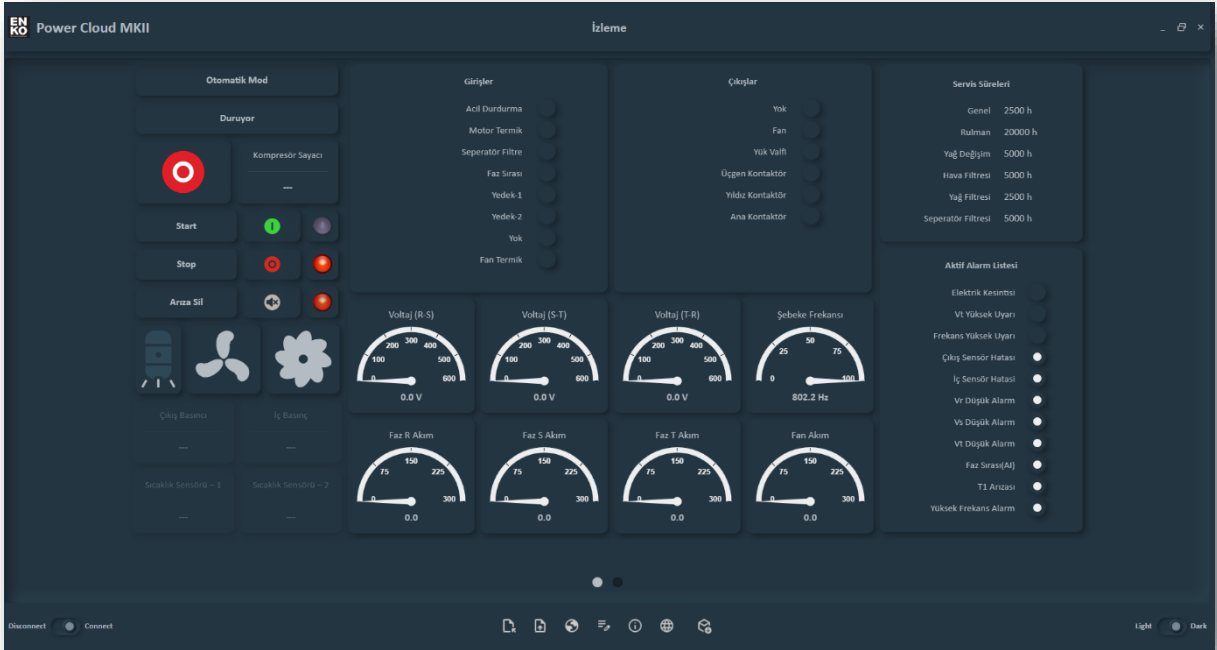 EN
KO
Power Cloud MKII
İzleme
Otomatik Mod
Duruyor
Kompresör Sayacı
---
Start
Stop
Arıza Sil
Çıkış Basıncı
---
İç Basınç
---
Sıcaklık Sensörü – 1
---
Sıcaklık Sensörü – 2
---
Girişler
Acil Durdurma
Motor Termik
Seperatör Filtre
Faz Sırası
Yedek-1
Yedek-2
Yok
Fan Termik
Çıkışlar
Yok
Fan
Yük Valfi
Üçgen Kontaktör
Yıldız Kontaktör
Ana Kontaktör
Voltaj (R-S)
0 100 200 300 400 500 600
0.0 V
Voltaj (S-T)
0 100 200 300 400 500 600
0.0 V
Voltaj (T-R)
0 100 200 300 400 500 600
0.0 V
Şebeke Frekansı
0 25 50 75 100
802.2 Hz
Faz R Akım
0 75 150 225 300
0.0
Faz S Akım
0 75 150 225 300
0.0
Faz T Akım
0 75 150 225 300
0.0
Fan Akım
0 75 150 225 300
0.0
Servis Süreleri
Genel 2500 h
Rulman 20000 h
Yağ Değişim 5000 h
Hava Filtresi 5000 h
Yağ Filtresi 2500 h
Seperatör Filtresi 5000 h
Aktif Alarm Listesi
Elektrik Kesintisi
Vt Yüksek Uyarı
Frekans Yüksek Uyarı
Çıkış Sensör Hatası
İç Sensör Hatasi
Vr Düşük Alarm
Vs Düşük Alarm
Vt Düşük Alarm
Faz Sırası(Al)
T1 Arızası
Yüksek Frekans Alarm
Disconnect Connect
Light Dark